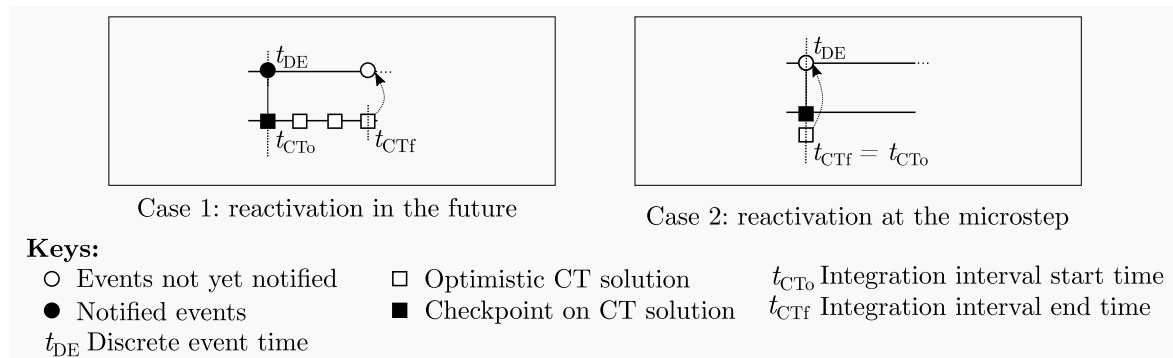 t_DE
t_CTo
t_CTf
Case 1: reactivation in the future
t_DE
t_CTf = t_CTo
Case 2: reactivation at the microstep
Keys:
Events not yet notified
Notified events
t_DE Discrete event time
Optimistic CT solution
Checkpoint on CT solution
t_CTo Integration interval start time
t_CTf Integration interval end time